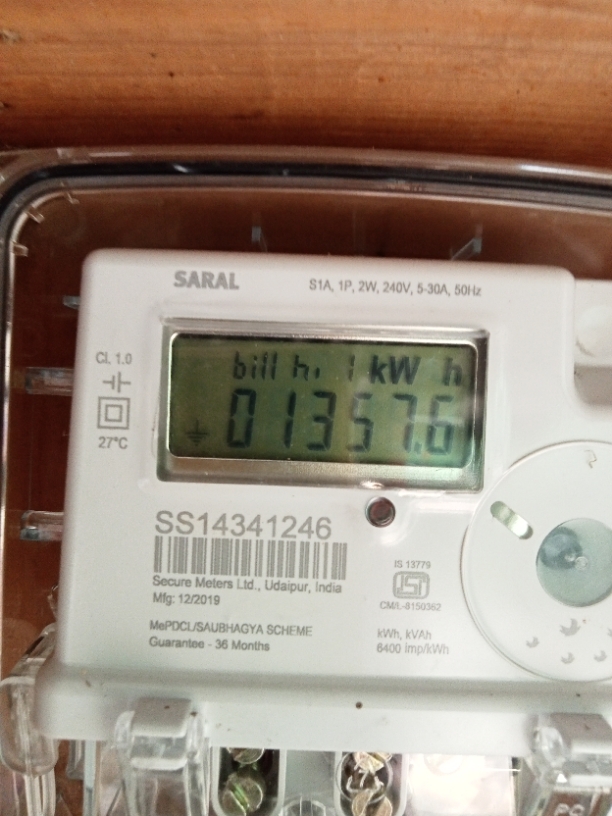 SARAL
S1A, 1P, 2W, 240V, 5-30A, 50Hz
Cl. 1.0
27°C
bill hi 1 kW h
01357.6
SS14341246
Secure Meters Ltd., Udaipur, India
Mfg: 12/2019
IS 13779
CM/L-8150362
MePDCL/SAUBHAGYA SCHEME
Guarantee - 36 Months
kWh, kVAh
6400 imp/kWh